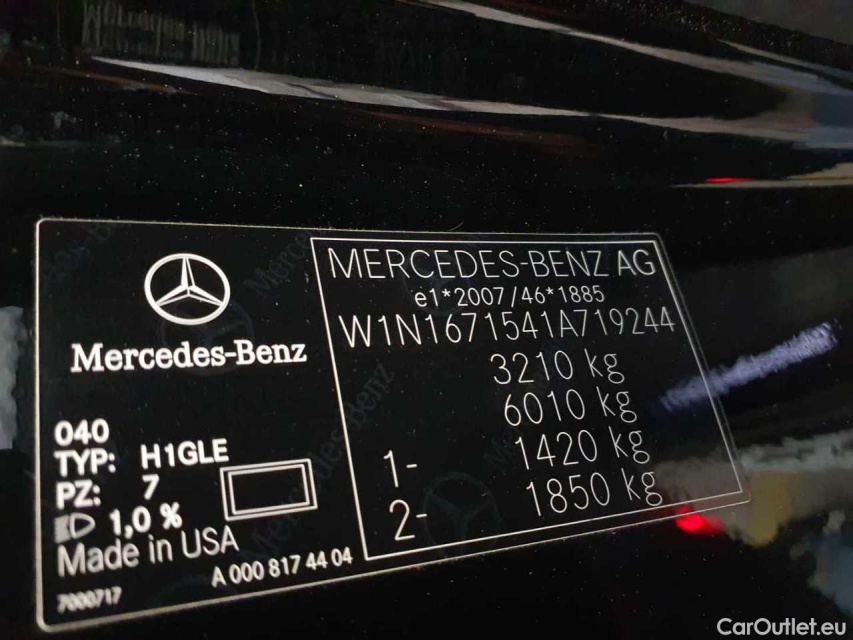 Mercedes-Benz
040
TYP: H1GLE
PZ: 7
1,0 %
Made in USA
A 000 817 44 04
7000717
MERCEDES-BENZ AG
e1*2007/46*1885
W1N1671541A719244
3210 kg
6010 kg
1- 1420 kg
2- 1850 kg
CarOutlet.eu